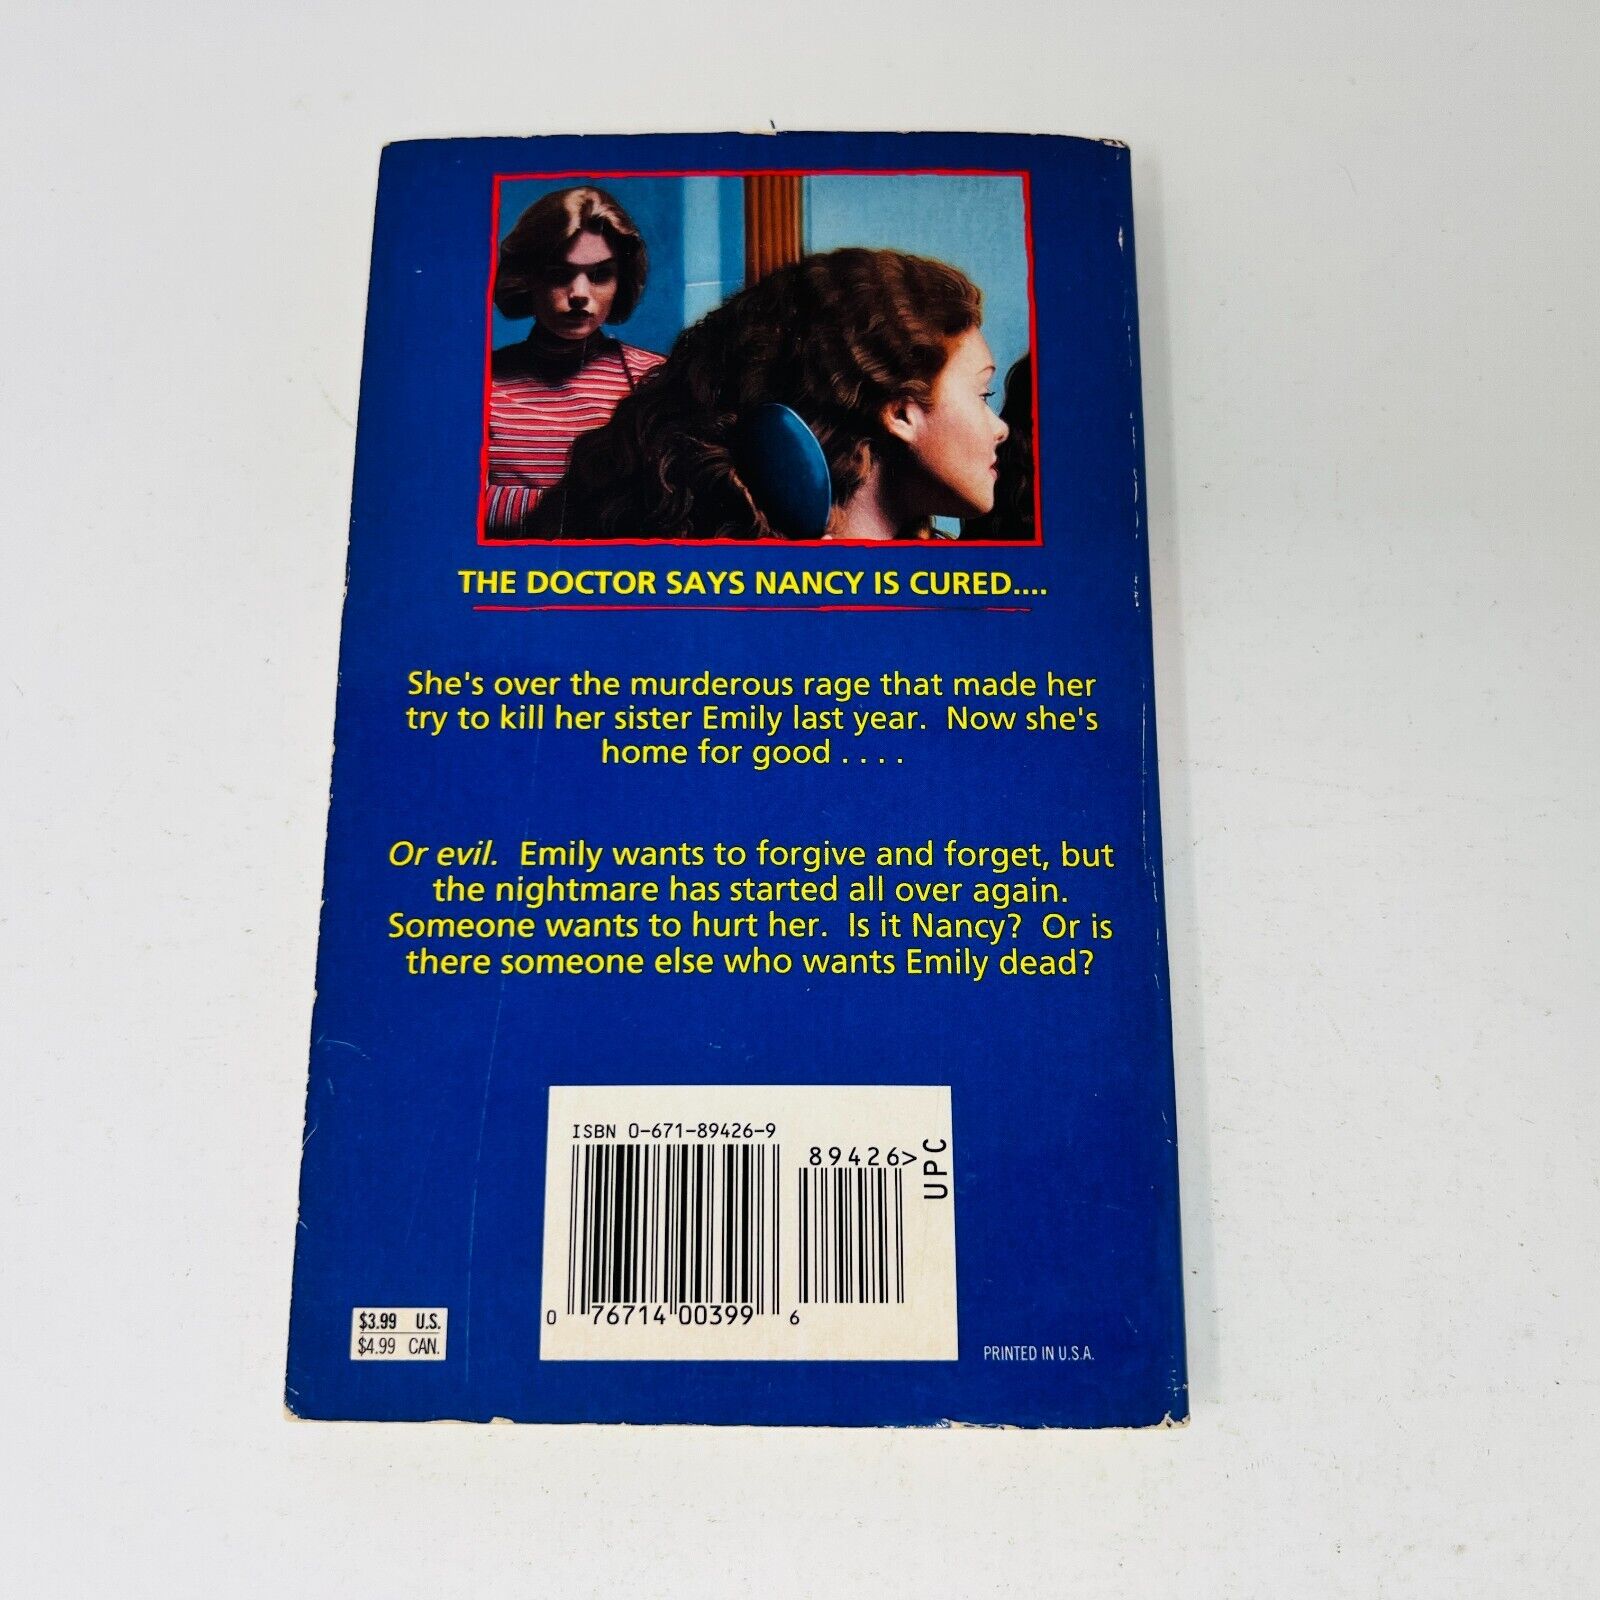 THE DOCTOR SAYS NANCY IS CURED....
She's over the murderous rage that made her
try to kill her sister Emily last year. Now she's
home for good . . . .
Or evil. Emily wants to forgive and forget, but
the nightmare has started all over again.
Someone wants to hurt her. Is it Nancy? Or is
there someone else who wants Emily dead?
ISBN 0-671-89426-9
89426>
UPC
0 76714 00399 6
$3.99 U.S.
$4.99 CAN.
PRINTED IN U.S.A.